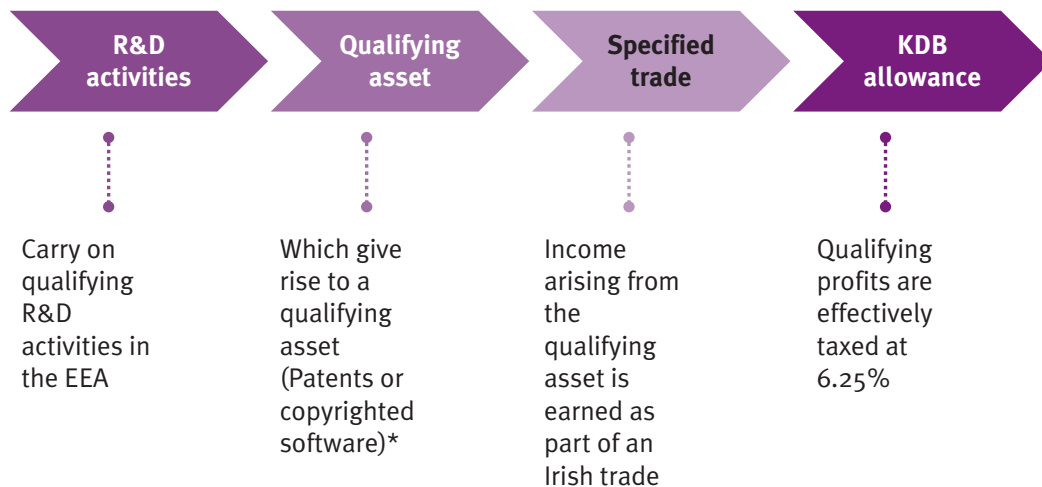 R&D
activities
Qualifying
asset
Specified
trade
KDB
allowance
Carry on
qualifying
R&D
activities in
the EEA
Which give
rise to a
qualifying
asset
(Patents or
copyrighted
software)*
Income
arising from
the
qualifying
asset is
earned as
part of an
Irish trade
Qualifying
profits are
effectively
taxed at
6.25%